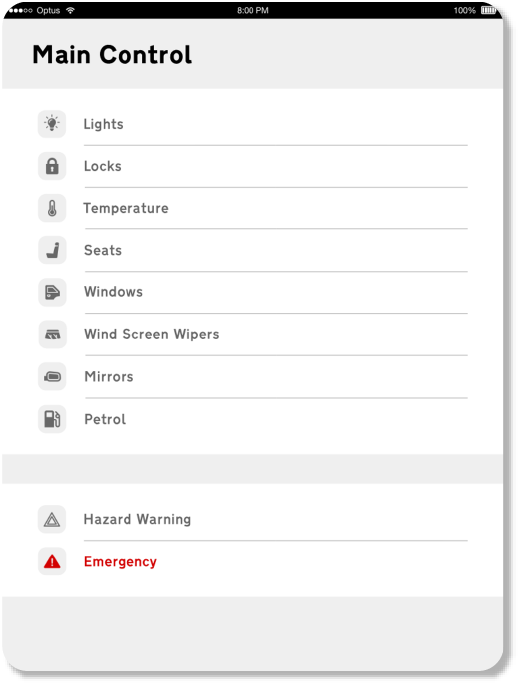 Optus 8:00 PM 100%
Main Control
Lights
Locks
Temperature
Seats
Windows
Wind Screen Wipers
Mirrors
Petrol
Hazard Warning
Emergency